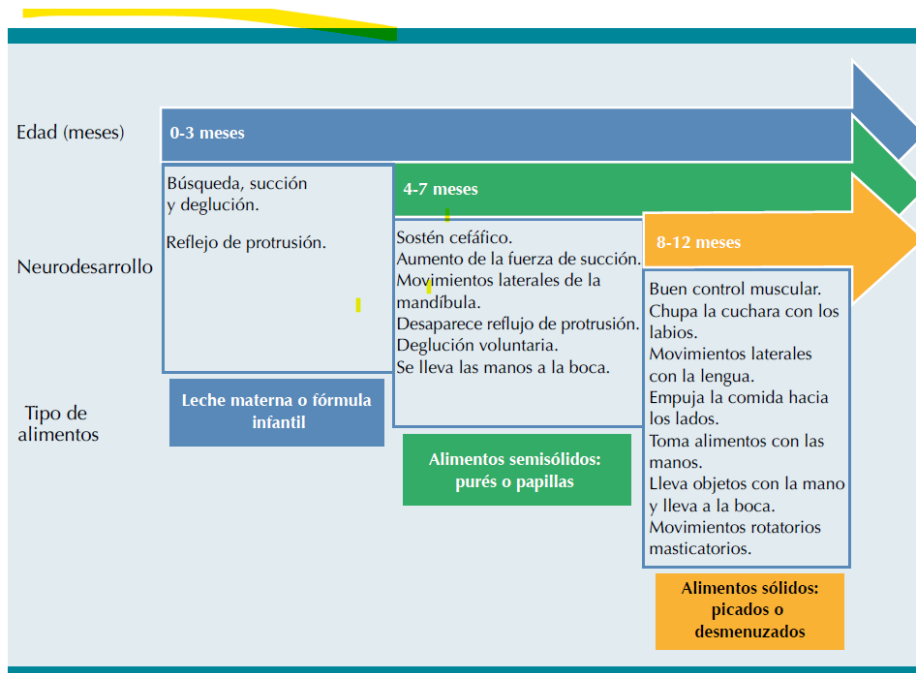 Edad (meses)
0-3 meses
Búsqueda, succión
y deglución.
Reflejo de protrusión.
4-7 meses
Neurodesarrollo
Sostén cefáfico.
Aumento de la fuerza de succión.
Movimientos laterales de la
mandíbula.
Desaparece reflujo de protrusión.
Deglución voluntaria.
Se lleva las manos a la boca.
8-12 meses
Buen control muscular.
Chupa la cuchara con los
labios.
Movimientos laterales
con la lengua.
Empuja la comida hacia
los lados.
Toma alimentos con las
manos.
Lleva objetos con la mano
y lleva a la boca.
Movimientos rotatorios
masticatorios.
Tipo de
alimentos
Leche materna o fórmula
infantil
Alimentos semisólidos:
purés o papillas
Alimentos sólidos:
picados o
desmenuzados